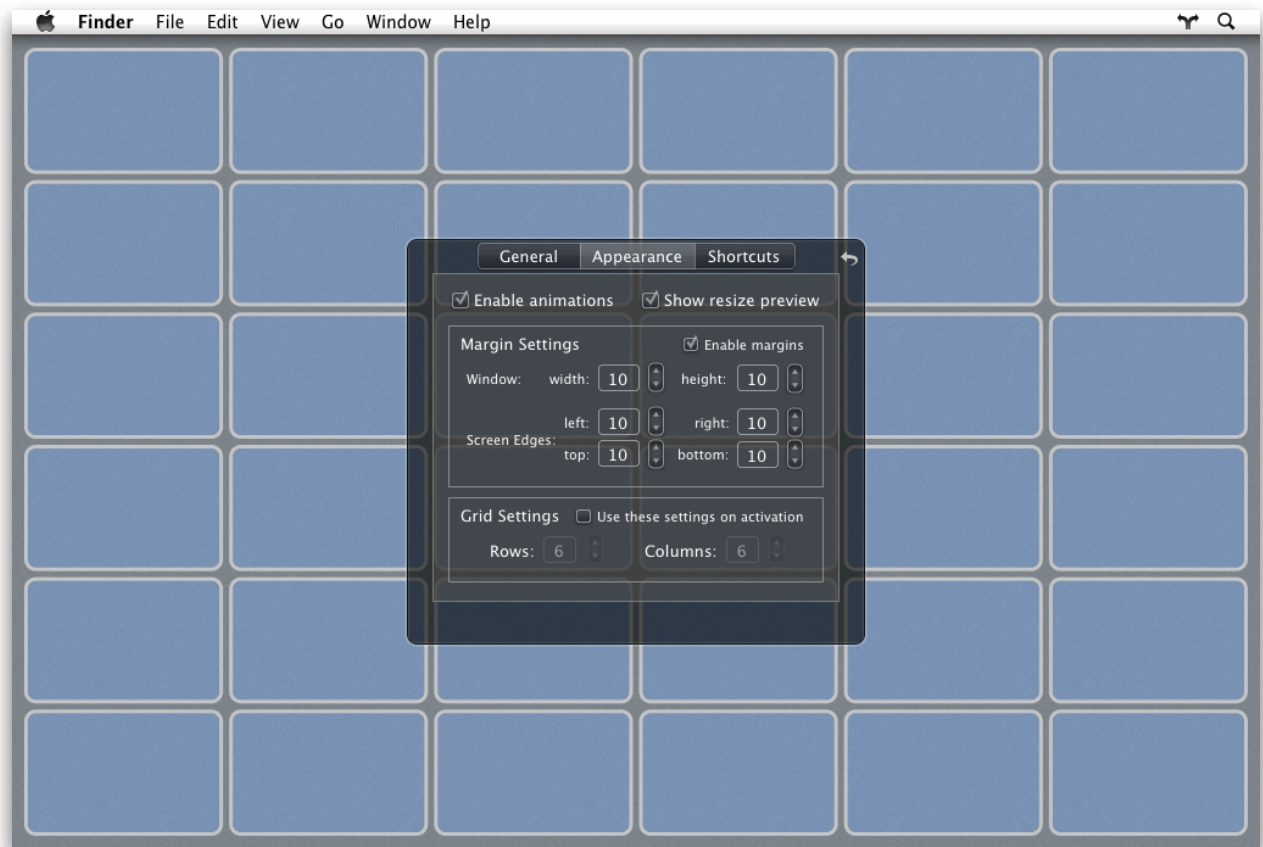 Finder File Edit View Go Window Help
General Appearance Shortcuts
Enable animations Show resize preview
Margin Settings Enable margins
Window: width: 10 height: 10
left: 10 right: 10
Screen Edges:
top: 10 bottom: 10
Grid Settings Use these settings on activation
Rows: 6 Columns: 6